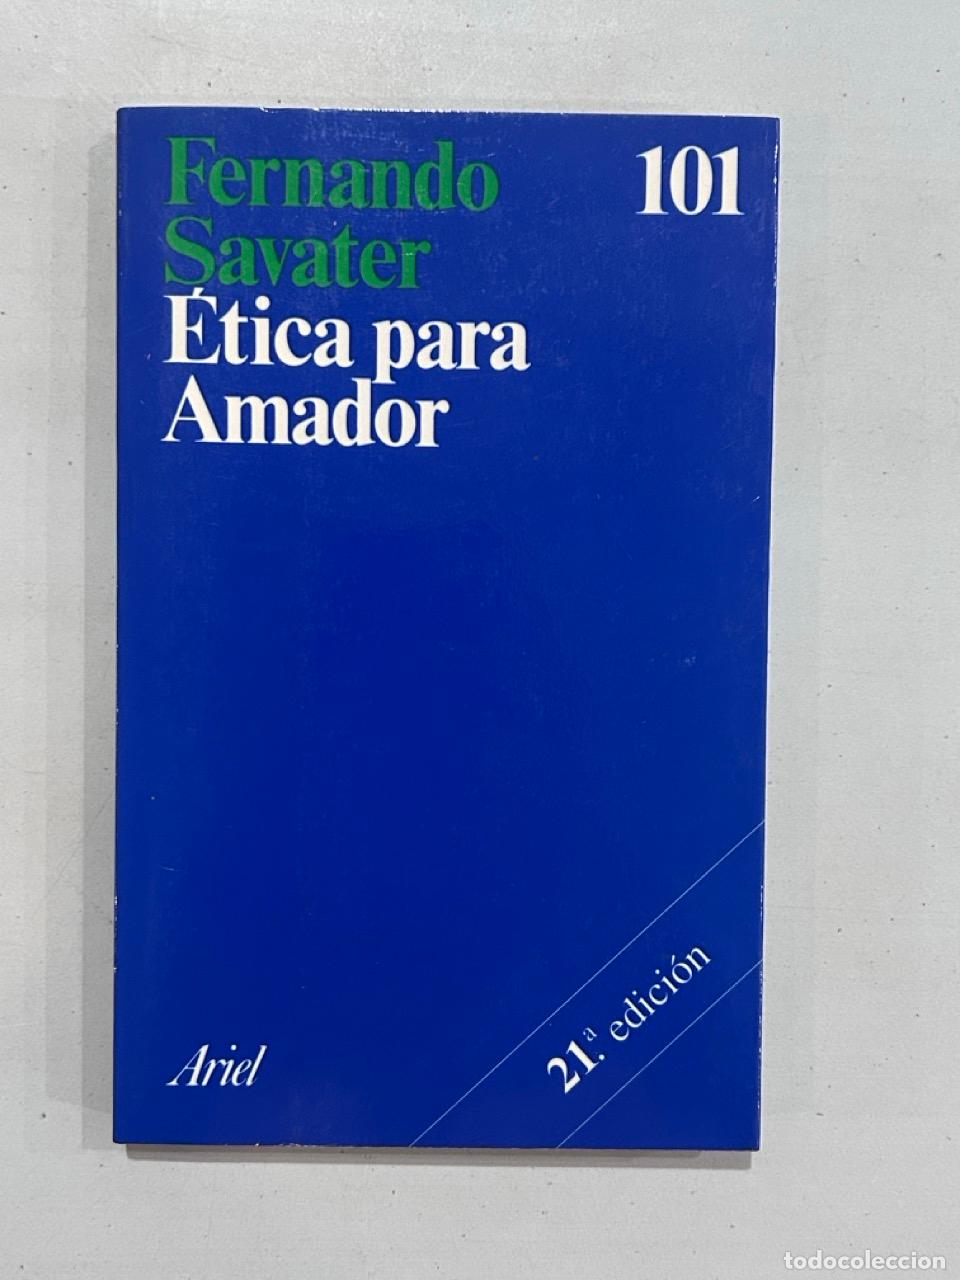 Fernando
Savater
101
Ética para
Amador
21.ª edición
Ariel
todocoleccion